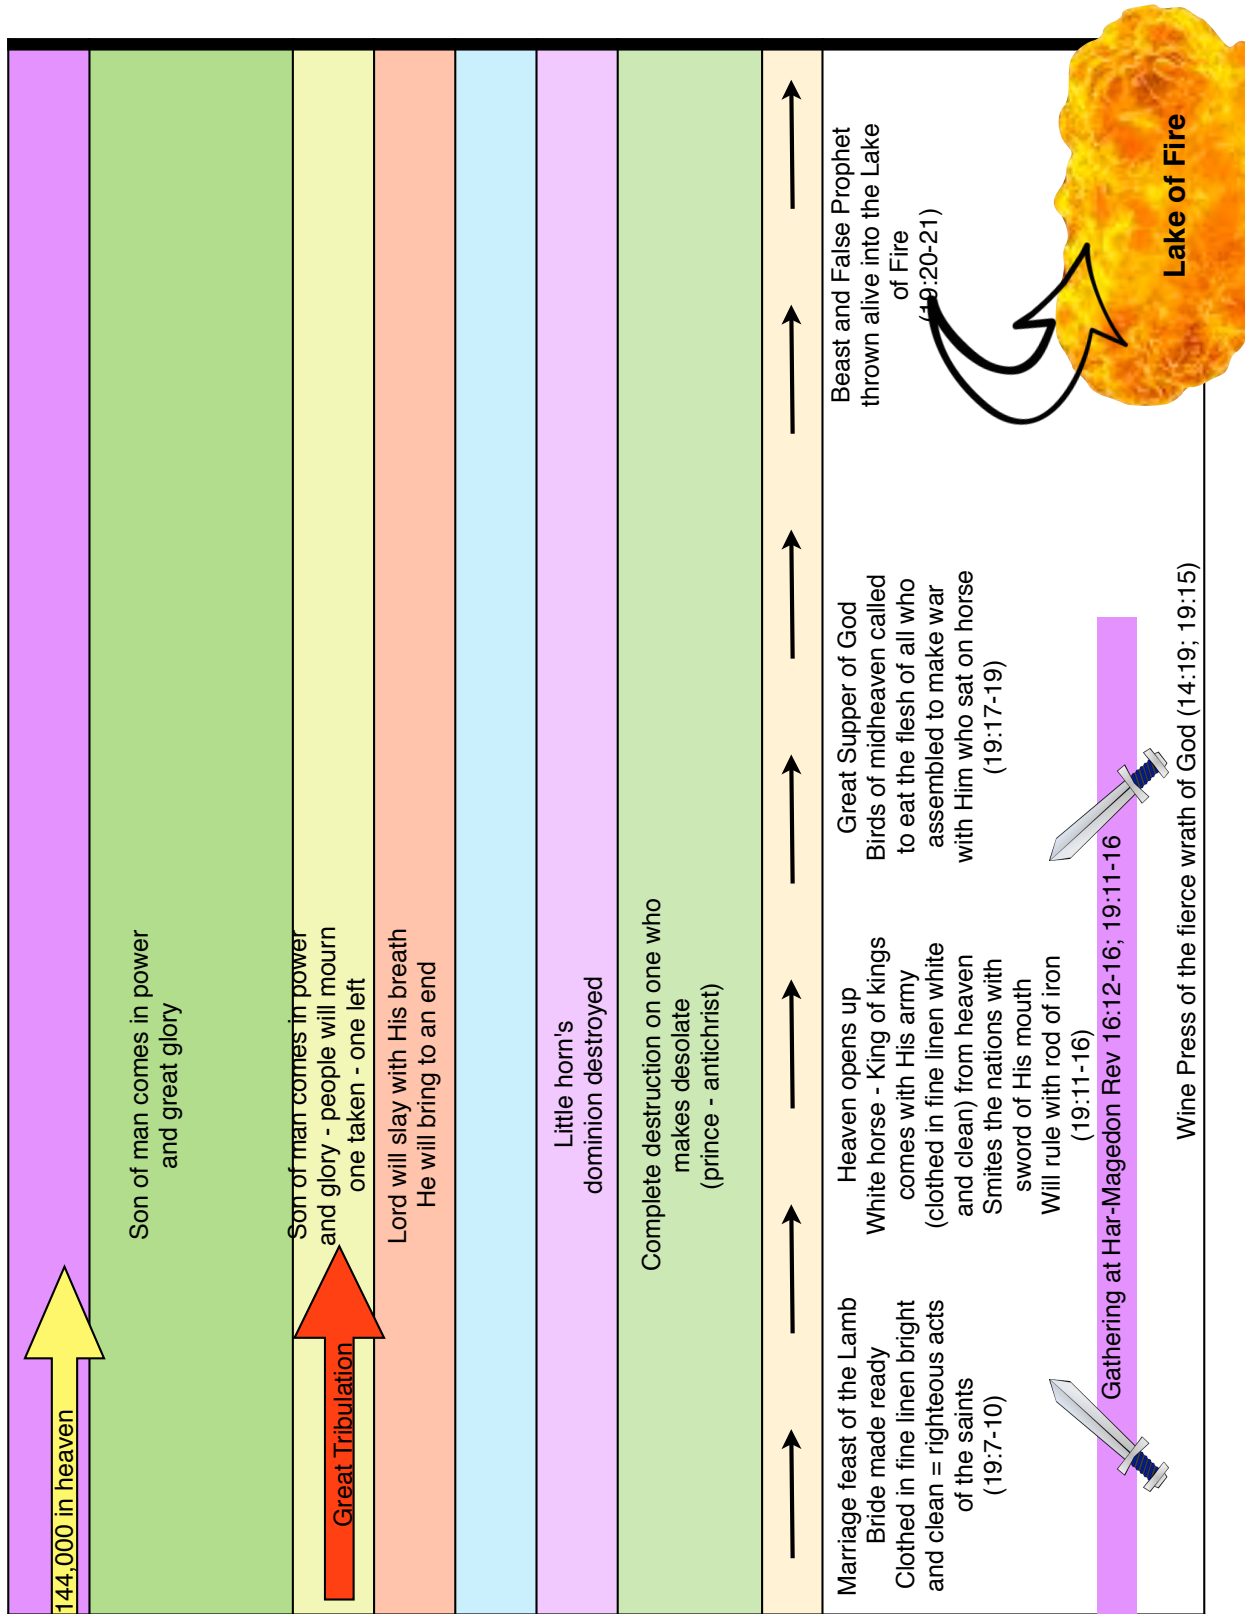 144,000 in heaven
Son of man comes in power
and great glory
Great Tribulation
Son of man comes in power
and glory - people will mourn
one taken - one left
Lord will slay with His breath
He will bring to an end
Little horn's
dominion destroyed
Complete destruction on one who
makes desolate
(prince - antichrist)
Marriage feast of the Lamb
Bride made ready
Clothed in fine linen bright
and clean = righteous acts
of the saints
(19:7-10)
Heaven opens up
White horse - King of kings
comes with His army
(clothed in fine linen white
and clean) from heaven
Smites the nations with
sword of His mouth
Will rule with rod of iron
(19:11-16)
Great Supper of God
Birds of midheaven called
to eat the flesh of all who
assembled to make war
with Him who sat on horse
(19:17-19)
Beast and False Prophet
thrown alive into the Lake
of Fire
(19:20-21)
Gathering at Har-Magedon Rev 16:12-16; 19:11-16
Wine Press of the fierce wrath of God (14:19; 19:15)
Lake of Fire